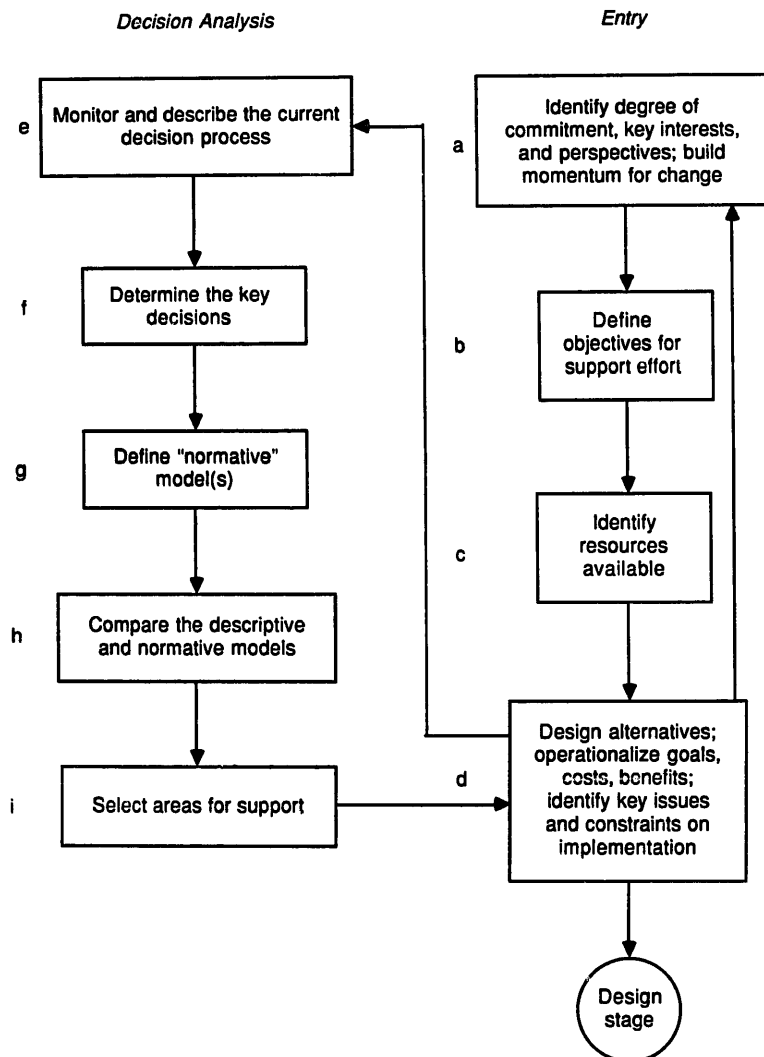 Decision Analysis
Entry
e
Monitor and describe the current
decision process
a
Identify degree of
commitment, key interests,
and perspectives; build
momentum for change
f
Determine the key
decisions
b
Define
objectives for
support effort
g
Define "normative"
model(s)
c
Identify
resources
available
h
Compare the descriptive
and normative models
d
Design alternatives;
operationalize goals,
costs, benefits;
identify key issues
and constraints on
implementation
i
Select areas for support
Design
stage